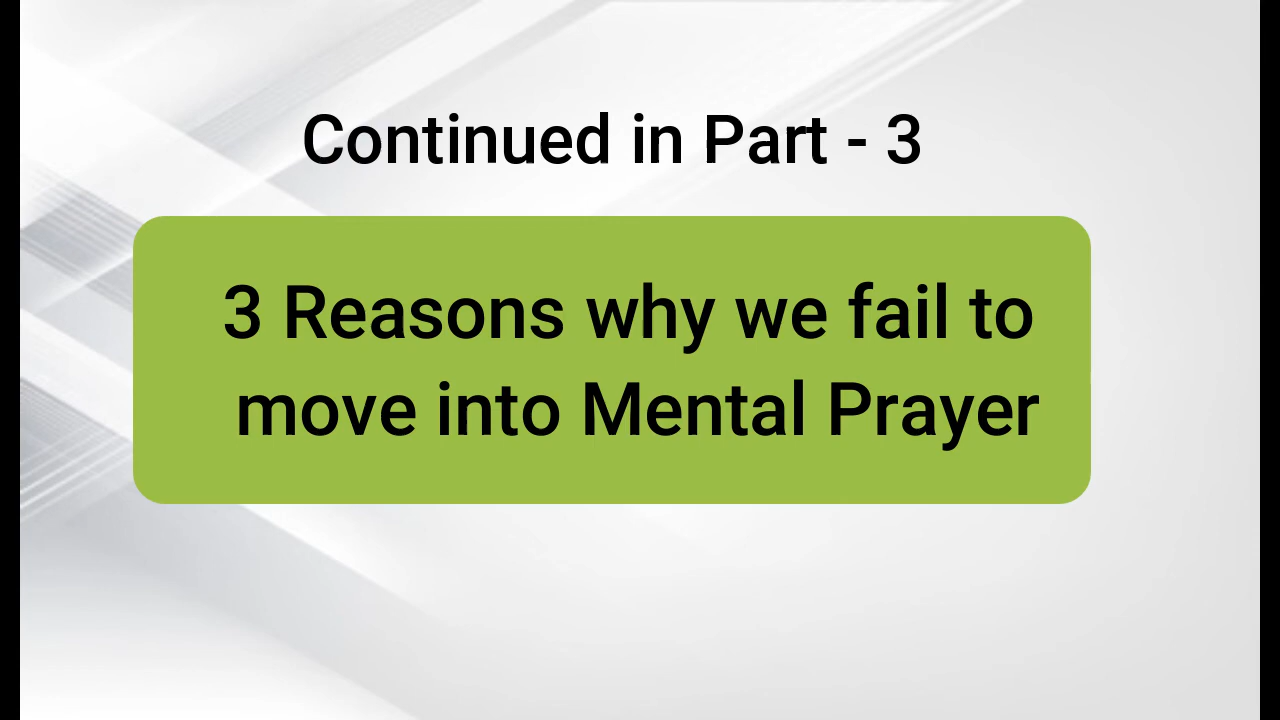 Continued in Part - 3
3 Reasons why we fail to
move into Mental Prayer